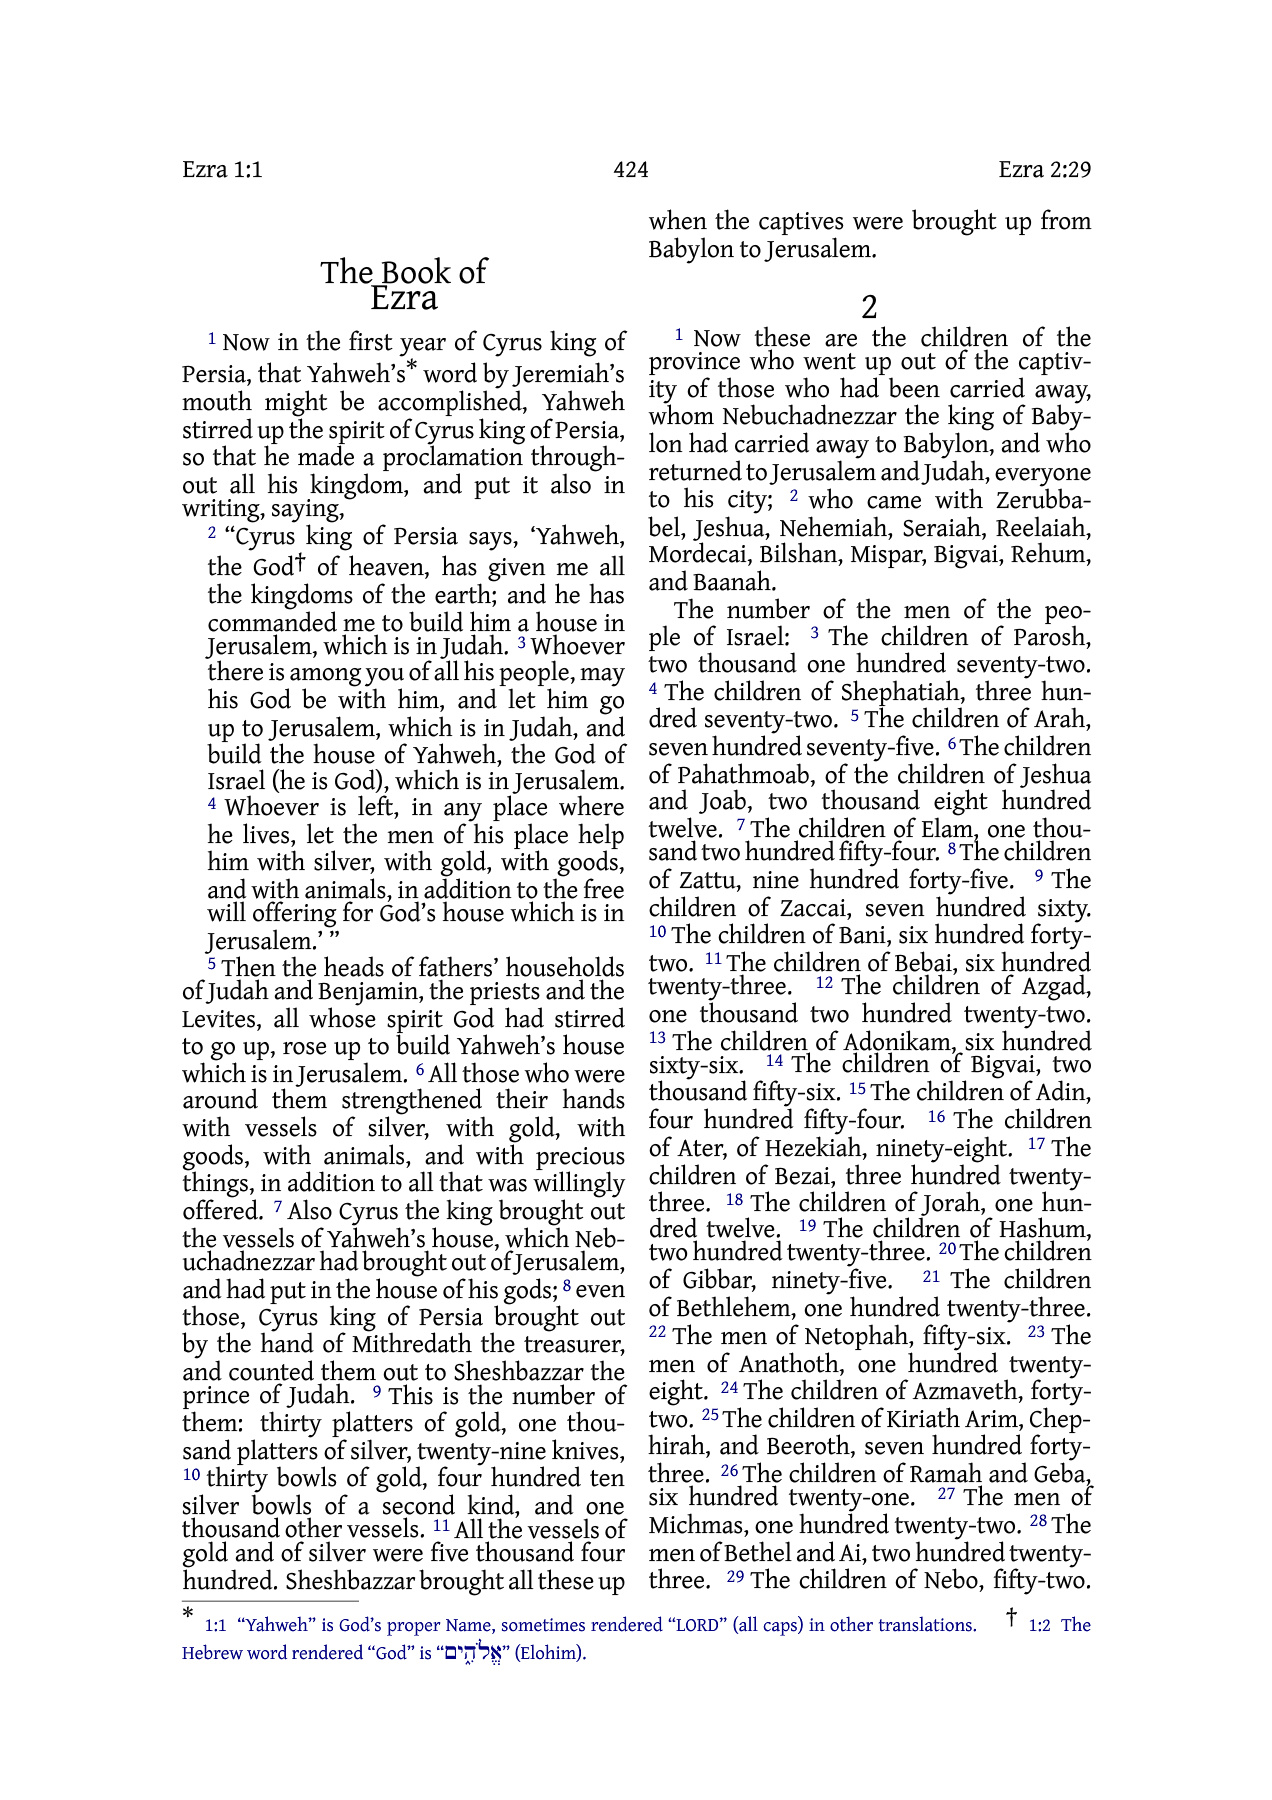 Ezra 1:1 424 Ezra 2:29
The Book of
Ezra
1 Now in the first year of Cyrus king of
Persia, that Yahweh’s* word by Jeremiah’s
mouth might be accomplished, Yahweh
stirred up the spirit of Cyrus king of Persia,
so that he made a proclamation through-
out all his kingdom, and put it also in
writing, saying,
2 “Cyrus king of Persia says, ‘Yahweh,
the God† of heaven, has given me all
the kingdoms of the earth; and he has
commanded me to build him a house in
Jerusalem, which is in Judah. 3 Whoever
there is among you of all his people, may
his God be with him, and let him go
up to Jerusalem, which is in Judah, and
build the house of Yahweh, the God of
Israel (he is God), which is in Jerusalem.
4 Whoever is left, in any place where
he lives, let the men of his place help
him with silver, with gold, with goods,
and with animals, in addition to the free
will offering for God’s house which is in
Jerusalem.’ ”
5 Then the heads of fathers’ households
of Judah and Benjamin, the priests and the
Levites, all whose spirit God had stirred
to go up, rose up to build Yahweh’s house
which is in Jerusalem. 6 All those who were
around them strengthened their hands
with vessels of silver, with gold, with
goods, with animals, and with precious
things, in addition to all that was willingly
offered. 7 Also Cyrus the king brought out
the vessels of Yahweh’s house, which Neb-
uchadnezzar had brought out of Jerusalem,
and had put in the house of his gods; 8 even
those, Cyrus king of Persia brought out
by the hand of Mithredath the treasurer,
and counted them out to Sheshbazzar the
prince of Judah. 9 This is the number of
them: thirty platters of gold, one thou-
sand platters of silver, twenty-nine knives,
10 thirty bowls of gold, four hundred ten
silver bowls of a second kind, and one
thousand other vessels. 11 All the vessels of
gold and of silver were five thousand four
hundred. Sheshbazzar brought all these up
when the captives were brought up from
Babylon to Jerusalem.
2
1 Now these are the children of the
province who went up out of the captiv-
ity of those who had been carried away,
whom Nebuchadnezzar the king of Baby-
lon had carried away to Babylon, and who
returned to Jerusalem and Judah, everyone
to his city; 2 who came with Zerubba-
bel, Jeshua, Nehemiah, Seraiah, Reelaiah,
Mordecai, Bilshan, Mispar, Bigvai, Rehum,
and Baanah.
The number of the men of the peo-
ple of Israel: 3 The children of Parosh,
two thousand one hundred seventy-two.
4 The children of Shephatiah, three hun-
dred seventy-two. 5 The children of Arah,
seven hundred seventy-five. 6 The children
of Pahathmoab, of the children of Jeshua
and Joab, two thousand eight hundred
twelve. 7 The children of Elam, one thou-
sand two hundred fifty-four. 8 The children
of Zattu, nine hundred forty-five. 9 The
children of Zaccai, seven hundred sixty.
10 The children of Bani, six hundred forty-
two. 11 The children of Bebai, six hundred
twenty-three. 12 The children of Azgad,
one thousand two hundred twenty-two.
13 The children of Adonikam, six hundred
sixty-six. 14 The children of Bigvai, two
thousand fifty-six. 15 The children of Adin,
four hundred fifty-four. 16 The children
of Ater, of Hezekiah, ninety-eight. 17 The
children of Bezai, three hundred twenty-
three. 18 The children of Jorah, one hun-
dred twelve. 19 The children of Hashum,
two hundred twenty-three. 20 The children
of Gibbar, ninety-five. 21 The children
of Bethlehem, one hundred twenty-three.
22 The men of Netophah, fifty-six. 23 The
men of Anathoth, one hundred twenty-
eight. 24 The children of Azmaveth, forty-
two. 25 The children of Kiriath Arim, Chep-
hirah, and Beeroth, seven hundred forty-
three. 26 The children of Ramah and Geba,
six hundred twenty-one. 27 The men of
Michmas, one hundred twenty-two. 28 The
men of Bethel and Ai, two hundred twenty-
three. 29 The children of Nebo, fifty-two.
* 1:1 “Yahweh” is God’s proper Name, sometimes rendered “LORD” (all caps) in other translations. † 1:2 The
Hebrew word rendered “God” is “אֱלֹהִ֑ים” (Elohim).